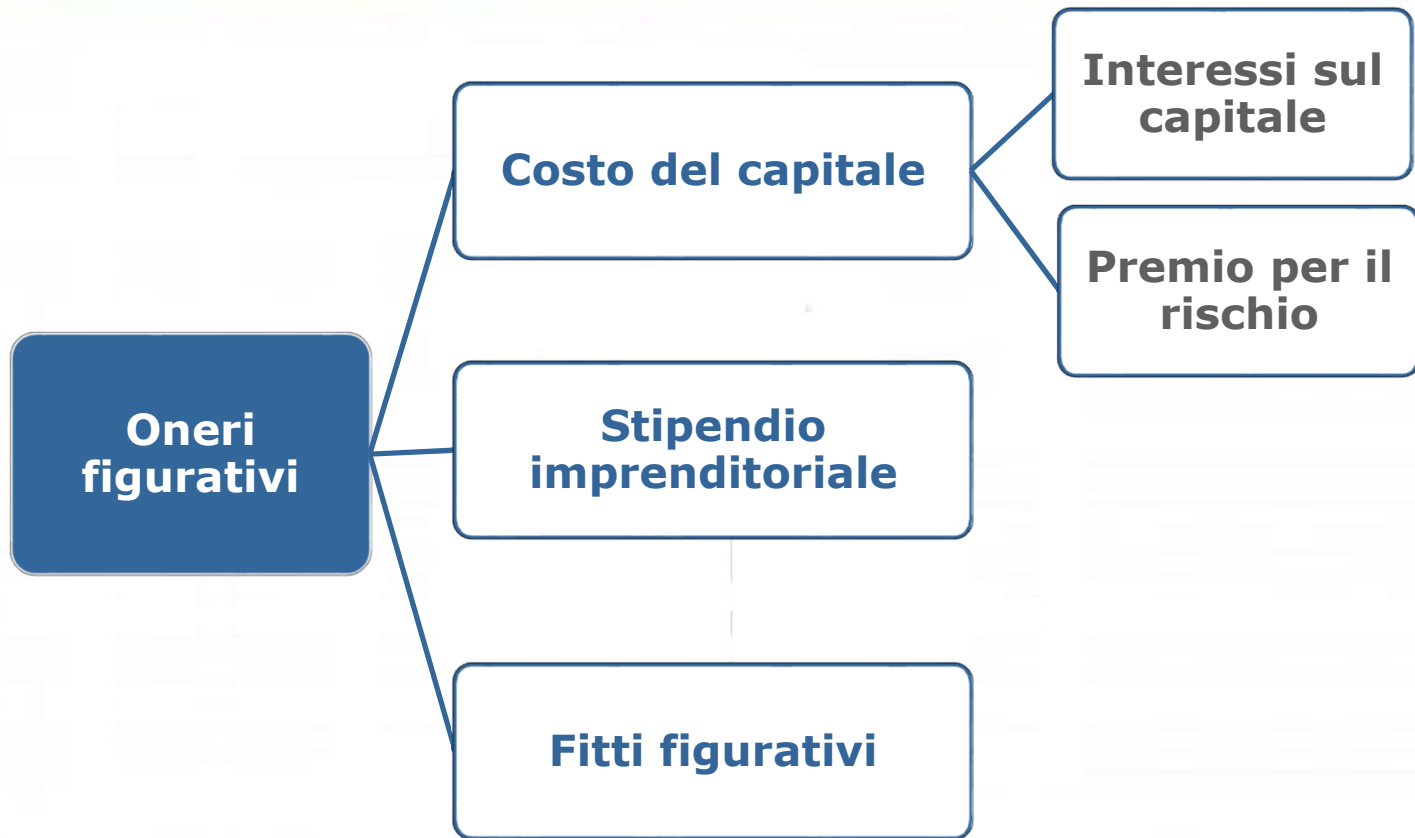 Oneri
figurativi
Costo del capitale
Interessi sul
capitale
Premio per il
rischio
Stipendio
imprenditoriale
Fitti figurativi